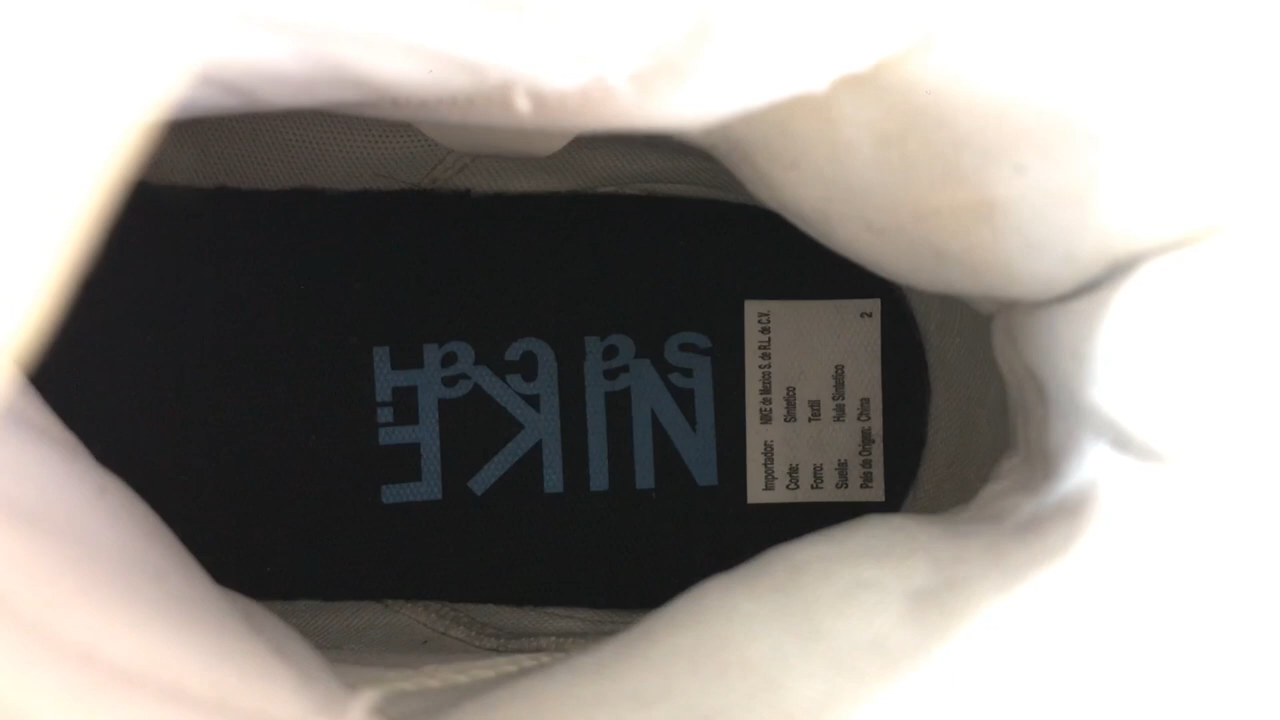 NIKE
sacai
Importador: NIKE de Mexico S. de R.L. de C.V.
Corte: Sintetico
Forro: Textil
Suela: Hule Sintetico
Pais de Origen: China 2